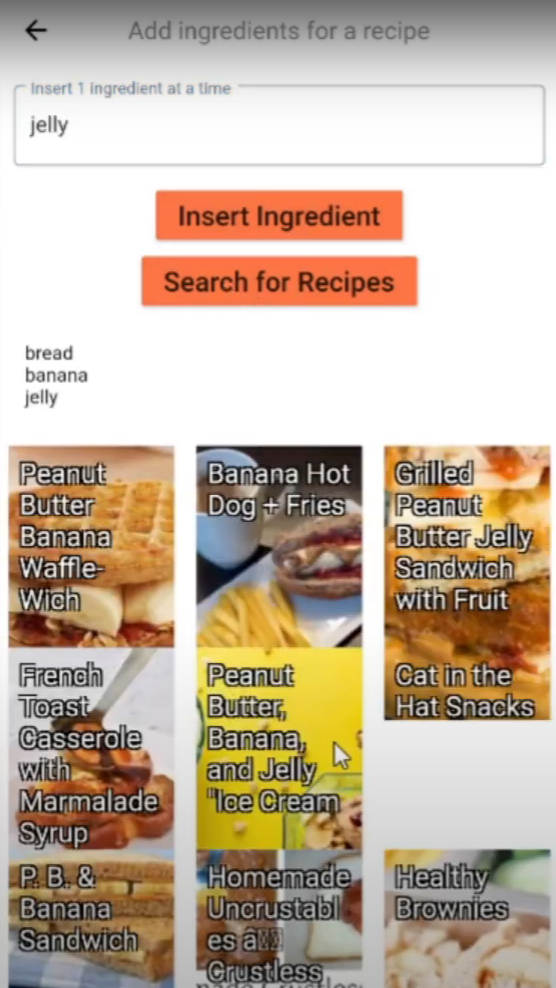 Add ingredients for a recipe
Insert 1 ingredient at a time
jelly
Insert Ingredient
Search for Recipes
bread
banana
jelly
Peanut
Butter
Banana
Waffle-
Wich
Banana Hot
Dog + Fries
Grilled
Peanut
Butter Jelly
Sandwich
with Fruit
French
Toast
Casserole
with
Marmalade
Syrup
Peanut
Butter,
Banana,
and Jelly
"Ice Cream
Cat in the
Hat Snacks
P. B. &
Banana
Sandwich
Homemade
Uncrustabl
es â
Crustless
Healthy
Brownies